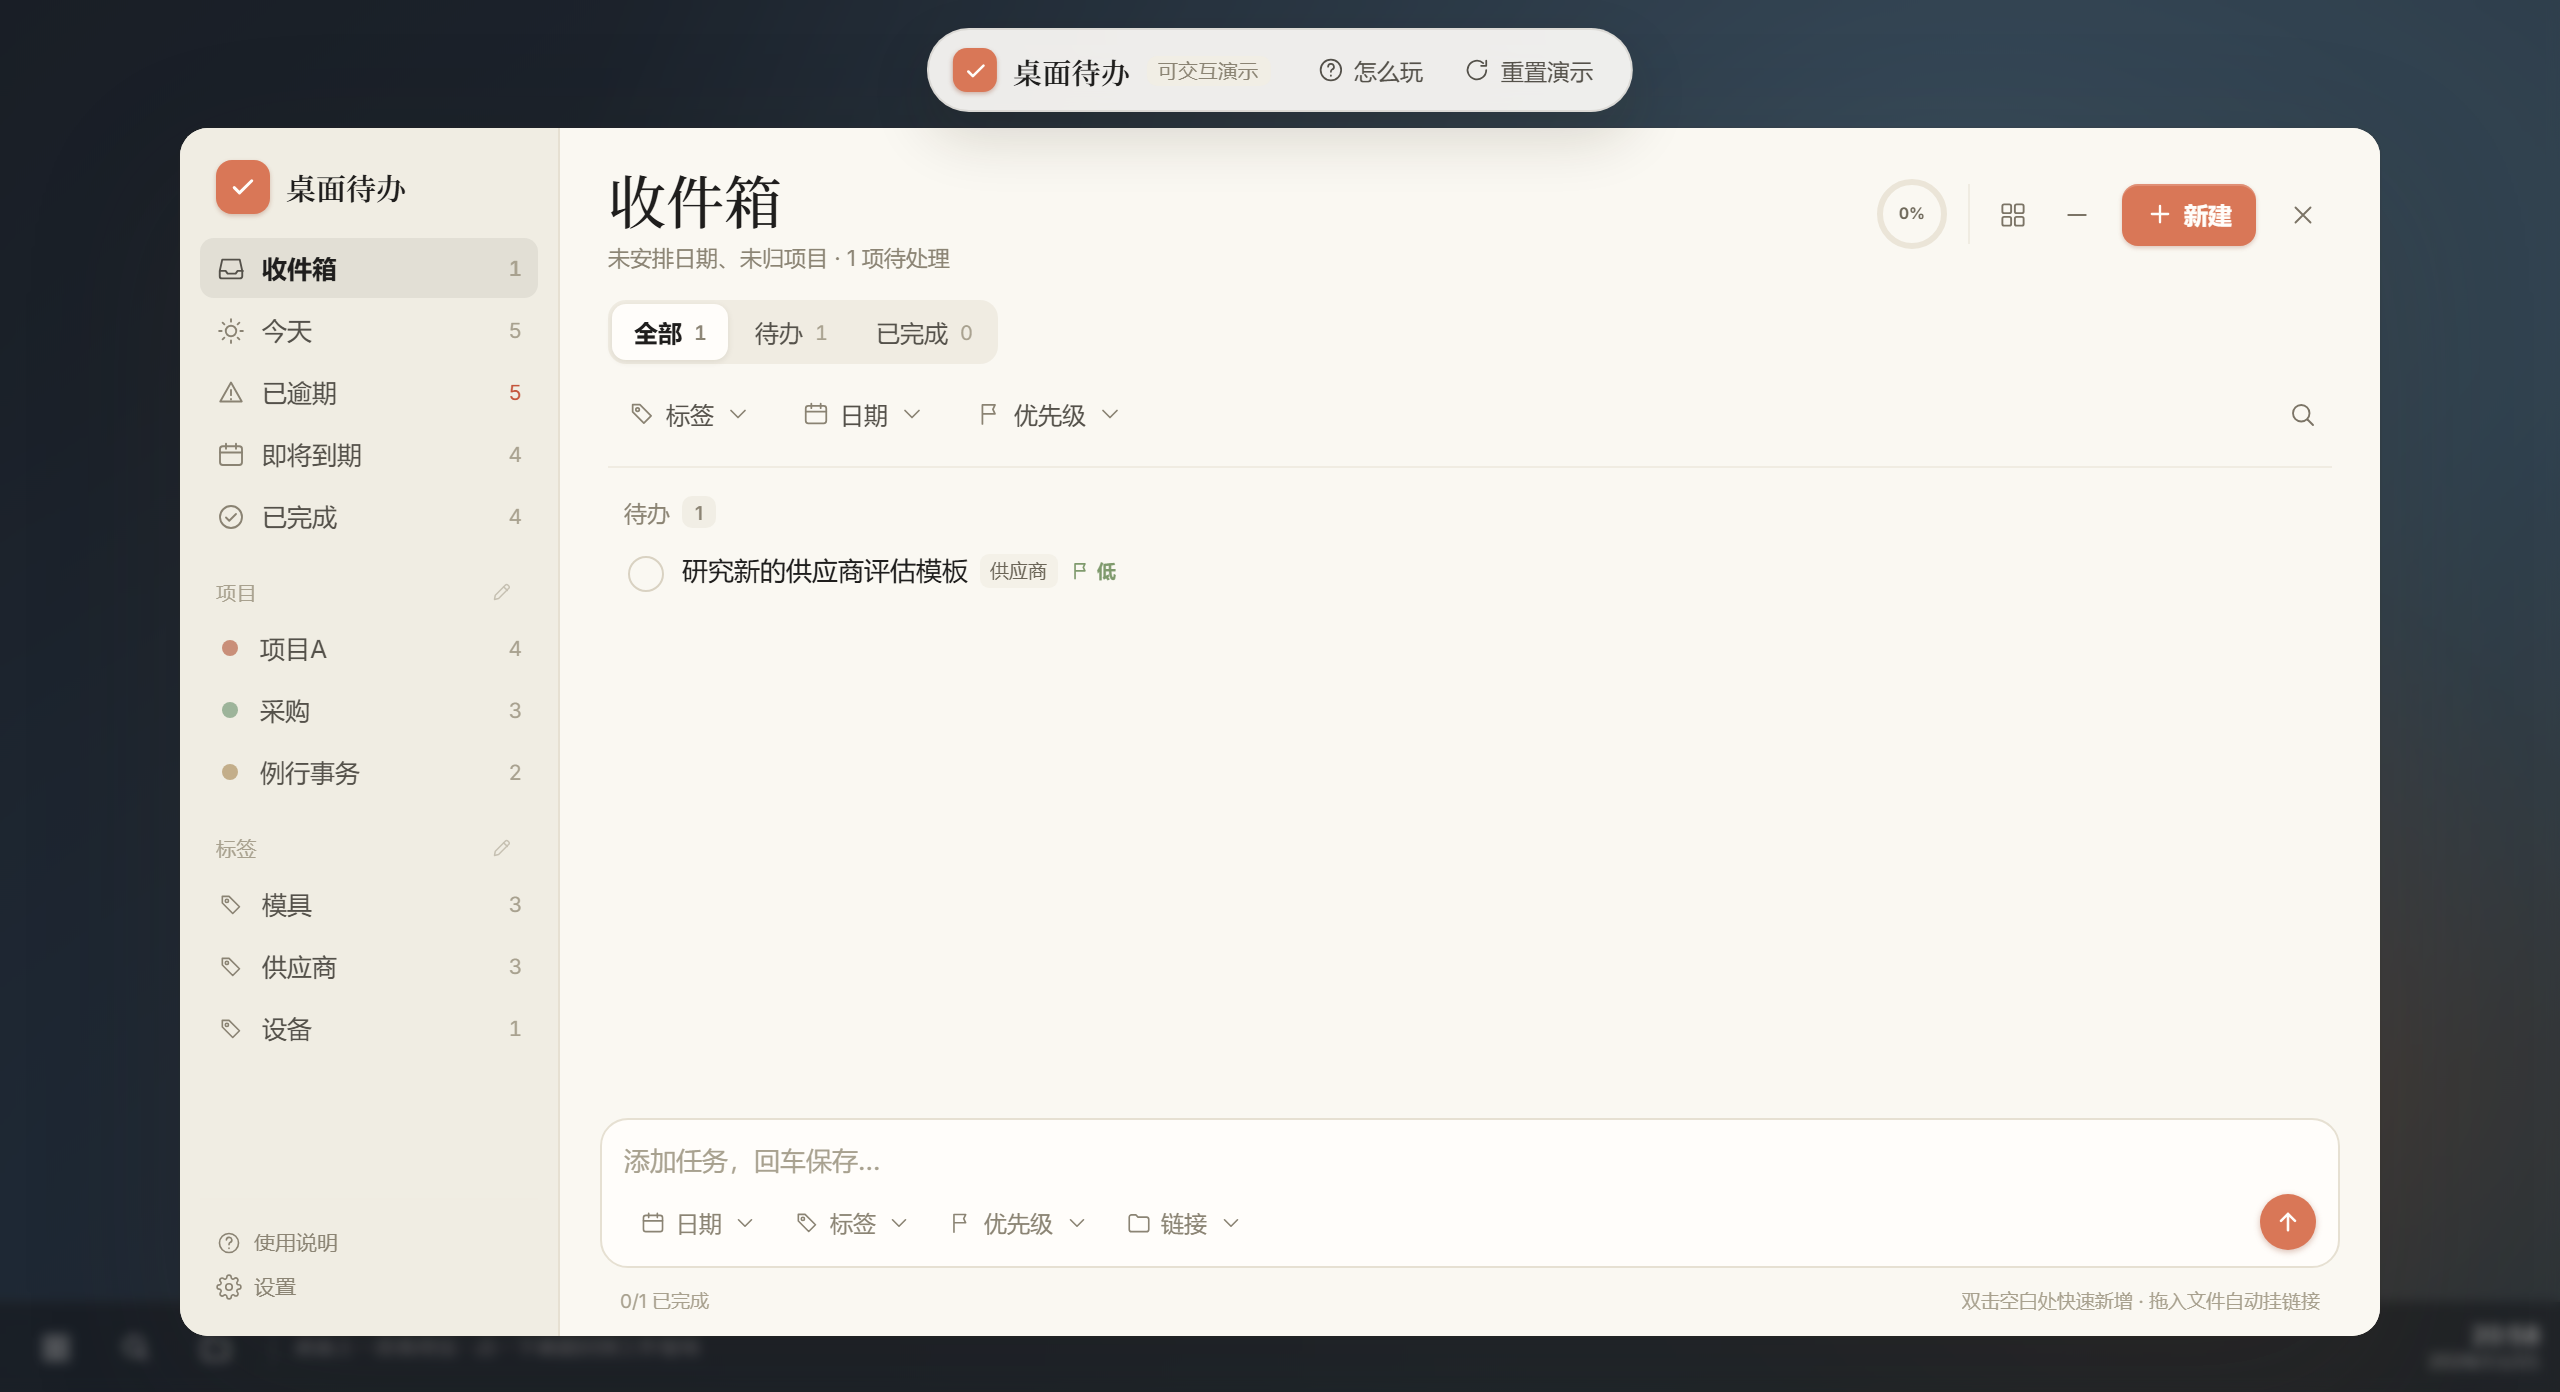 桌面待办 可交互演示 怎么玩 重置演示
桌面待办
收件箱 1
今天 5
已逾期 5
即将到期 4
已完成 4
项目
项目A 4
采购 3
例行事务 2
标签
模具 3
供应商 3
设备 1
使用说明
设置
收件箱
未安排日期、未归项目 · 1 项待处理
0%
新建
全部 1 待办 1 已完成 0
标签 日期 优先级
待办 1
研究新的供应商评估模板 供应商 低
添加任务，回车保存...
日期 标签 优先级 链接
0/1 已完成
双击空白处快速新增 · 拖入文件自动挂链接